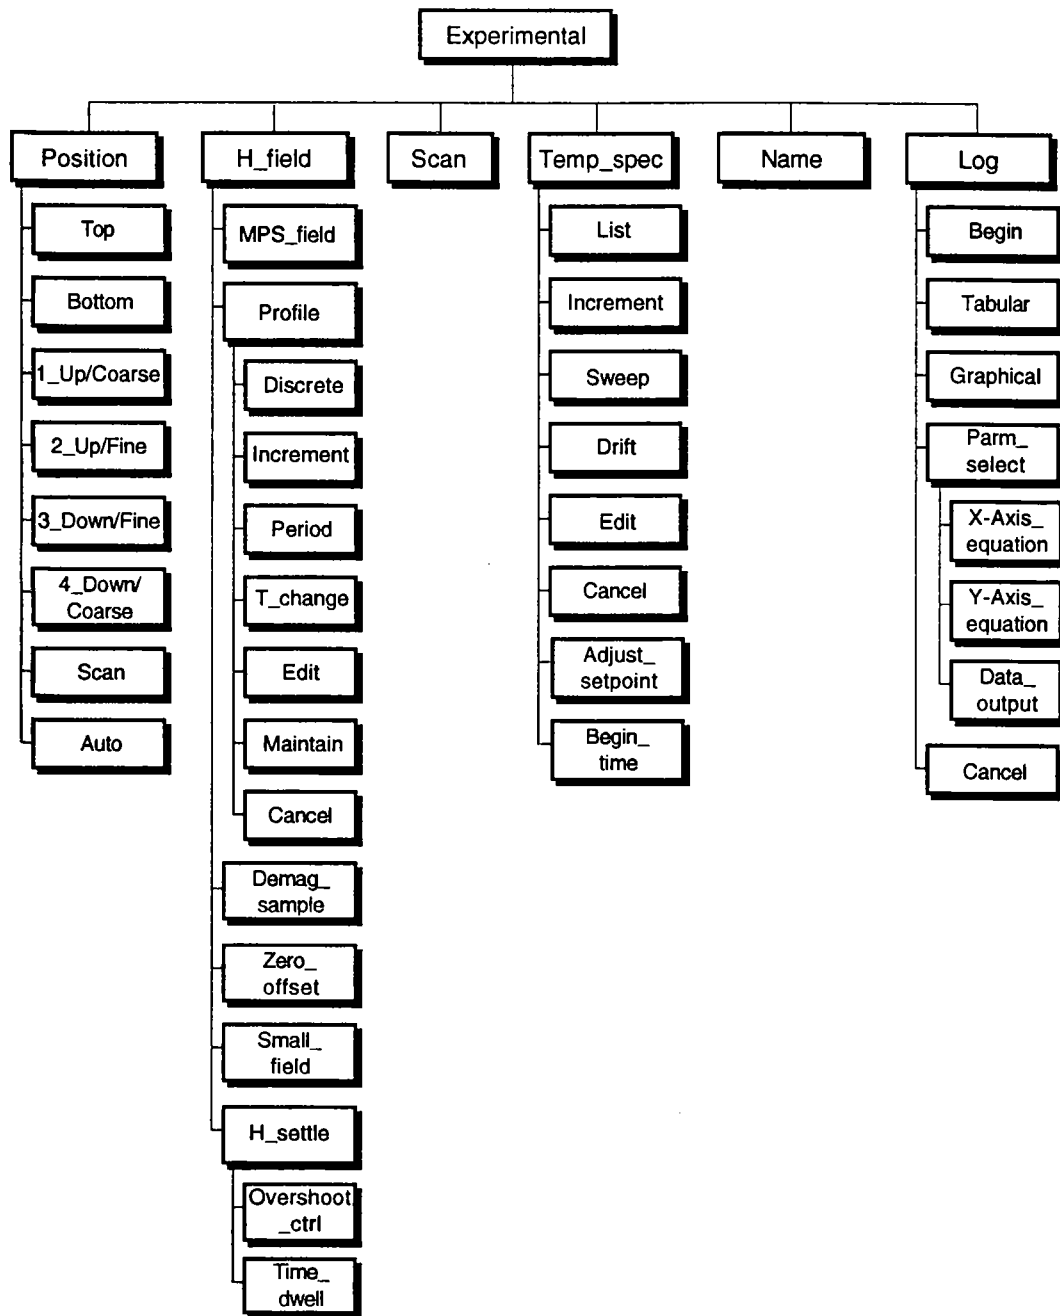 Experimental
Position
Top
Bottom
1_Up/Coarse
2_Up/Fine
3_Down/Fine
4_Down/
Coarse
Scan
Auto
H_field
MPS_field
Profile
Discrete
Increment
Period
T_change
Edit
Maintain
Cancel
Demag_
sample
Zero_
offset
Small_
field
H_settle
Overshoot
_ctrl
Time_
dwell
Scan
Temp_spec
List
Increment
Sweep
Drift
Edit
Cancel
Adjust_
setpoint
Begin_
time
Name
Log
Begin
Tabular
Graphical
Parm_
select
X-Axis_
equation
Y-Axis_
equation
Data_
output
Cancel